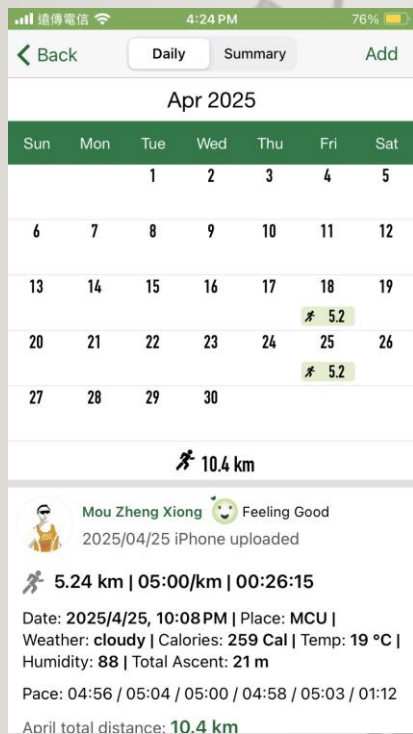 遠傳電信 4:24 PM 76%
Back Daily Summary Add
Apr 2025
Sun Mon Tue Wed Thu Fri Sat
1 2 3 4 5
6 7 8 9 10 11 12
13 14 15 16 17 18 19
5.2
20 21 22 23 24 25 26
5.2
27 28 29 30
10.4 km
Mou Zheng Xiong Feeling Good
2025/04/25 iPhone uploaded
5.24 km | 05:00/km | 00:26:15
Date: 2025/4/25, 10:08 PM | Place: MCU |
Weather: cloudy | Calories: 259 Cal | Temp: 19 °C |
Humidity: 88 | Total Ascent: 21 m
Pace: 04:56 / 05:04 / 05:00 / 04:58 / 05:03 / 01:12
April total distance: 10.4 km